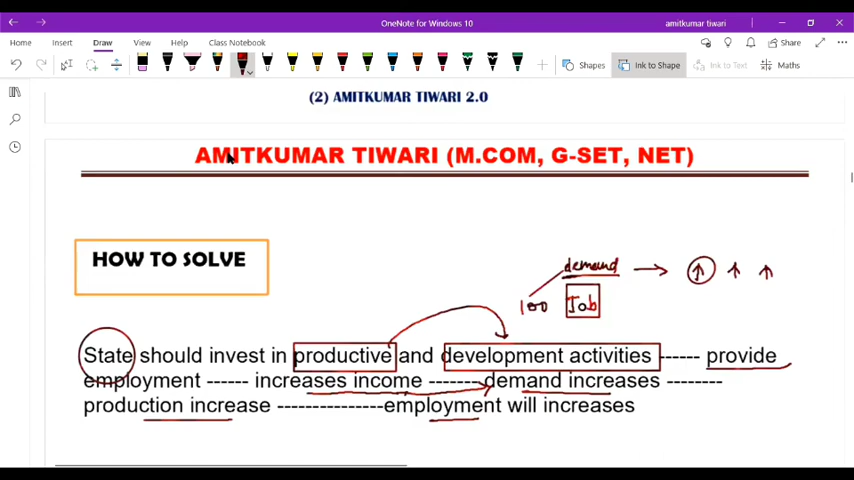 OneNote for Windows 10
amitkumar tiwari
Home Insert Draw View Help Class Notebook
Share
Shapes Ink to Shape Ink to Text Maths
(2) AMITKUMAR TIWARI 2.0
AMITKUMAR TIWARI (M.COM, G-SET, NET)
HOW TO SOLVE
demand
100 Job
State should invest in productive and development activities ------ provide
employment ------ increases income -------demand increases --------
production increase ---------------employment will increases